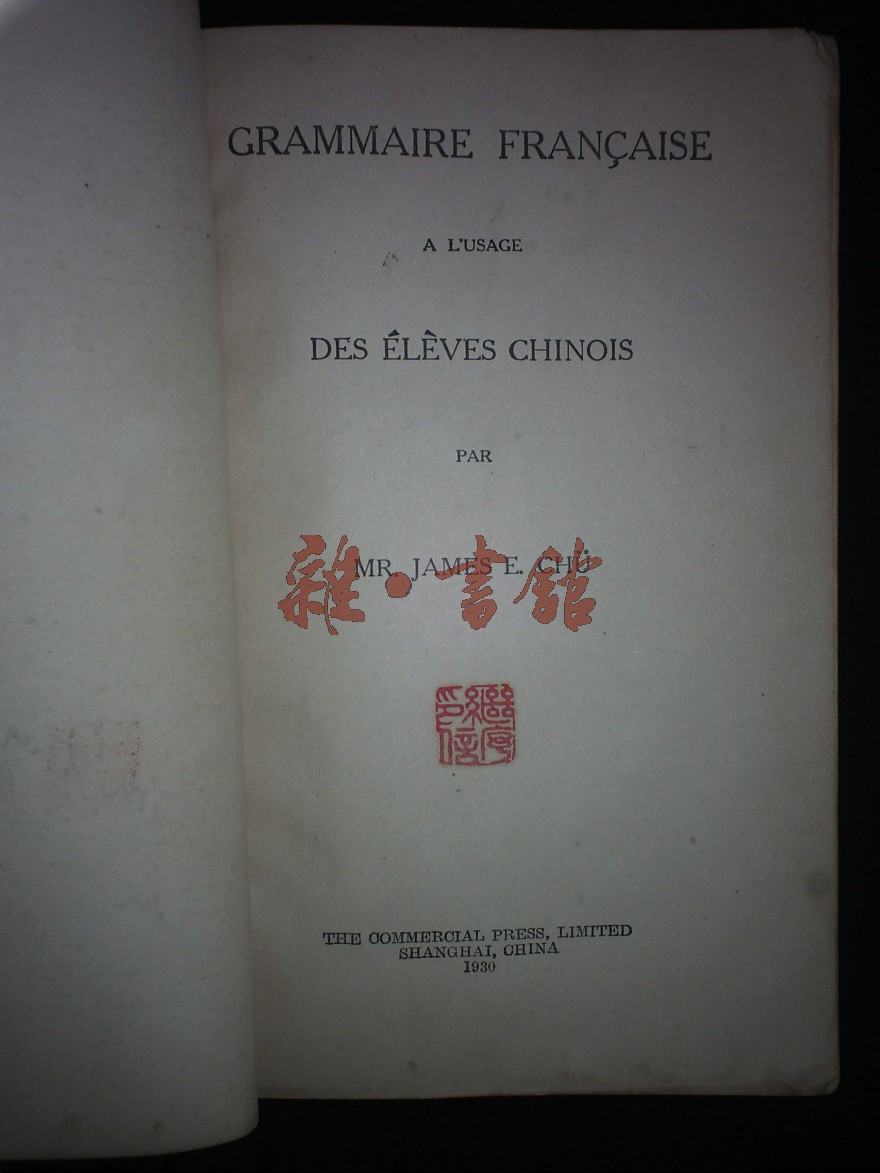 GRAMMAIRE FRANÇAISE
A L'USAGE
DES ÉLÈVES CHINOIS
PAR
MR. JAMES E. CHÜ
雜·書館
THE COMMERCIAL PRESS, LIMITED
SHANGHAI, CHINA
1930